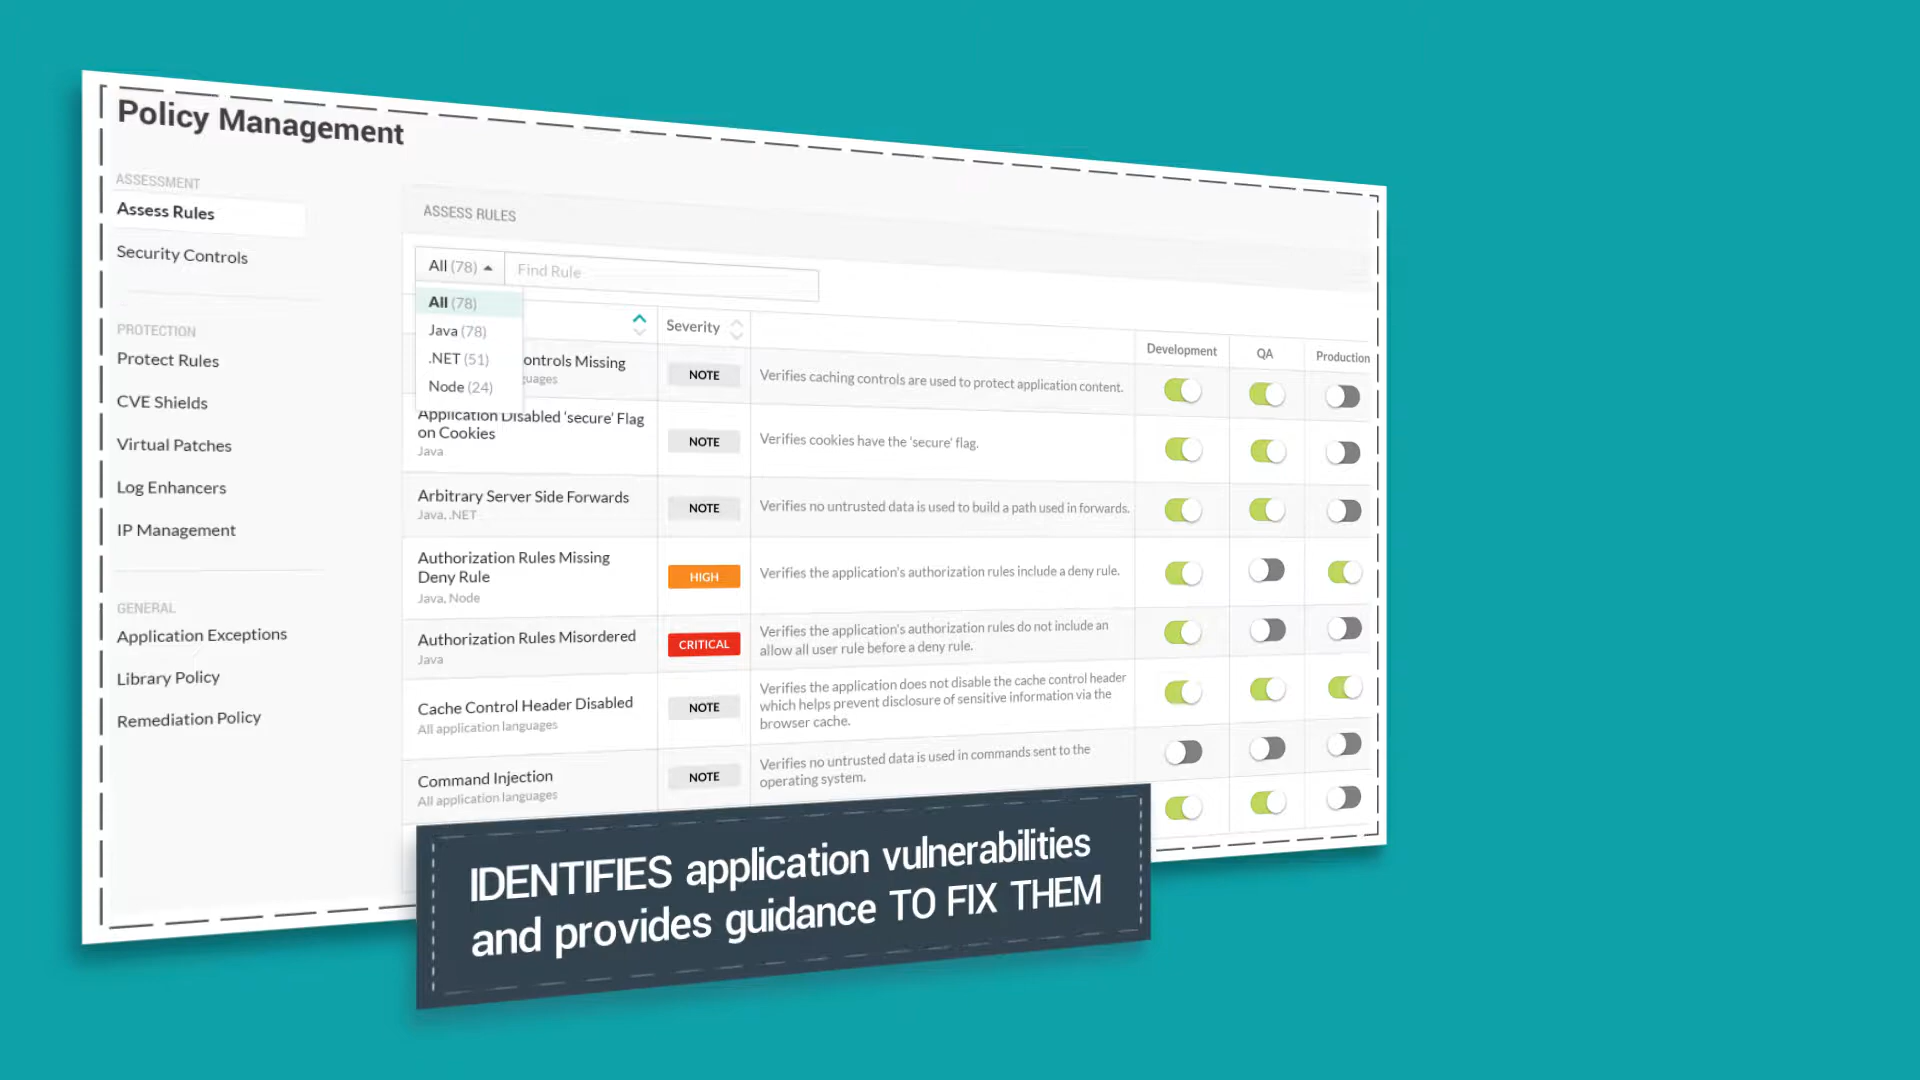 Policy Management
ASSESSMENT
Assess Rules
Security Controls
PROTECTION
Protect Rules
CVE Shields
Virtual Patches
Log Enhancers
IP Management
GENERAL
Application Exceptions
Library Policy
Remediation Policy
ASSESS RULES
All (78)
Find Rule
All (78)
Java (78)
.NET (51)
Node (24)
Severity
Development
QA
Production
ontrols Missing
guages
NOTE
Verifies caching controls are used to protect application content.
Application Disabled 'secure' Flag
on Cookies
Java
NOTE
Verifies cookies have the 'secure' flag.
Arbitrary Server Side Forwards
Java, .NET
NOTE
Verifies no untrusted data is used to build a path used in forwards.
Authorization Rules Missing
Deny Rule
Java, Node
HIGH
Verifies the application's authorization rules include a deny rule.
Authorization Rules Misordered
Java
CRITICAL
Verifies the application's authorization rules do not include an
allow all user rule before a deny rule.
Cache Control Header Disabled
All application languages
NOTE
Verifies the application does not disable the cache control header
which helps prevent disclosure of sensitive information via the
browser cache.
Command Injection
All application languages
NOTE
Verifies no untrusted data is used in commands sent to the
operating system.
IDENTIFIES application vulnerabilities
and provides guidance TO FIX THEM